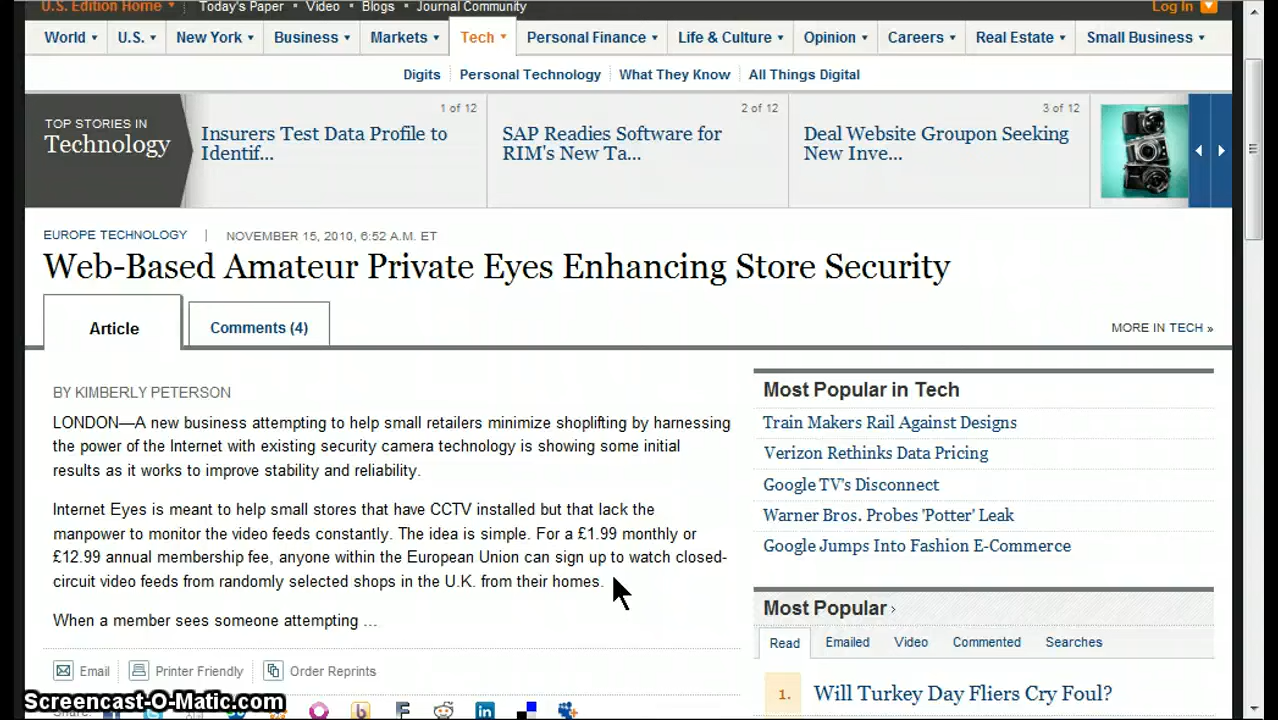 U.S. Edition Home Today's Paper • Video • Blogs • Journal Community Log In
World U.S. New York Business Markets Tech Personal Finance Life & Culture Opinion Careers Real Estate Small Business
Digits Personal Technology What They Know All Things Digital
1 of 12 2 of 12 3 of 12
TOP STORIES IN
Technology
Insurers Test Data Profile to
Identif...
SAP Readies Software for
RIM's New Ta...
Deal Website Groupon Seeking
New Inve...
EUROPE TECHNOLOGY | NOVEMBER 15, 2010, 6:52 A.M. ET
Web-Based Amateur Private Eyes Enhancing Store Security
Article Comments (4) MORE IN TECH »
BY KIMBERLY PETERSON
LONDON—A new business attempting to help small retailers minimize shoplifting by harnessing
the power of the Internet with existing security camera technology is showing some initial
results as it works to improve stability and reliability.
Internet Eyes is meant to help small stores that have CCTV installed but that lack the
manpower to monitor the video feeds constantly. The idea is simple. For a £1.99 monthly or
£12.99 annual membership fee, anyone within the European Union can sign up to watch closed-
circuit video feeds from randomly selected shops in the U.K. from their homes.
When a member sees someone attempting ...
Email Printer Friendly Order Reprints
Most Popular in Tech
Train Makers Rail Against Designs
Verizon Rethinks Data Pricing
Google TV's Disconnect
Warner Bros. Probes 'Potter' Leak
Google Jumps Into Fashion E-Commerce
Most Popular ›
Read Emailed Video Commented Searches
1. Will Turkey Day Fliers Cry Foul?
Screencast-O-Matic.com